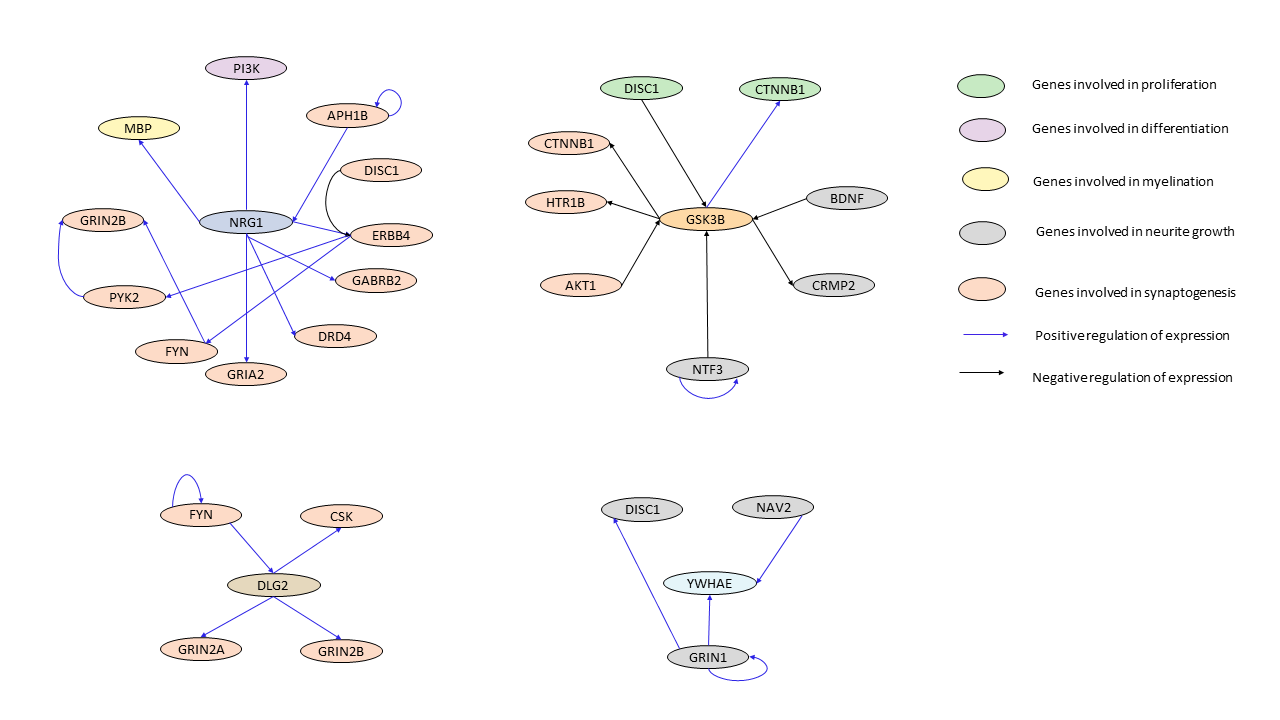 PI3K
APH1B
MBP
DISC1
GRIN2B
NRG1
ERBB4
GABRB2
PYK2
DRD4
FYN
GRIA2
DISC1
CTNNB1
CTNNB1
HTR1B
BDNF
GSK3B
AKT1
CRMP2
NTF3
Genes involved in proliferation
Genes involved in differentiation
Genes involved in myelination
Genes involved in neurite growth
Genes involved in synaptogenesis
Positive regulation of expression
Negative regulation of expression
FYN
CSK
DLG2
GRIN2A
GRIN2B
DISC1
NAV2
YWHAE
GRIN1